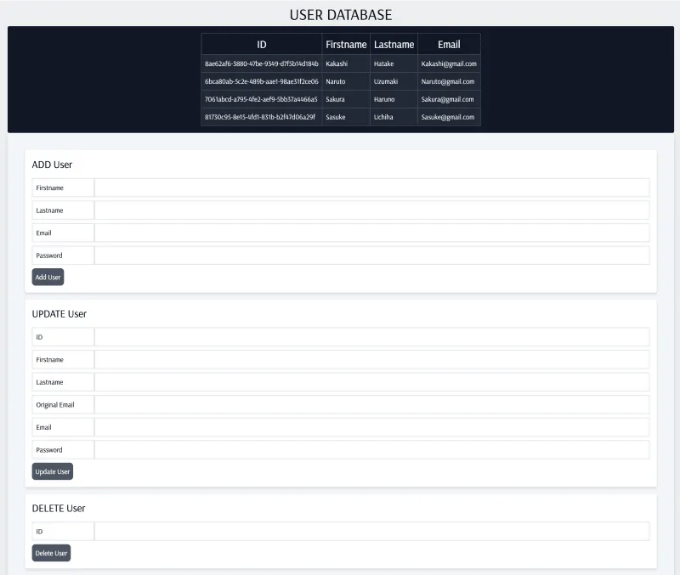 USER DATABASE
ID Firstname Lastname Email
8ae62af6-3880-47be-9349-d7f3b14d184b Kakashi Hatake Kakashi@gmail.com
6bca80ab-5c2e-489b-aae1-98ae31f2ce06 Naruto Uzumaki Naruto@gmail.com
7061abcd-a795-4fe2-aef9-5bb37a4466a5 Sakura Haruno Sakura@gmail.com
81730c95-8e15-4fd1-831b-b2f47d06a29f Sasuke Uchiha Sasuke@gmail.com
ADD User
Firstname
Lastname
Email
Password
Add User
UPDATE User
ID
Firstname
Lastname
Original Email
Email
Password
Update User
DELETE User
ID
Delete User